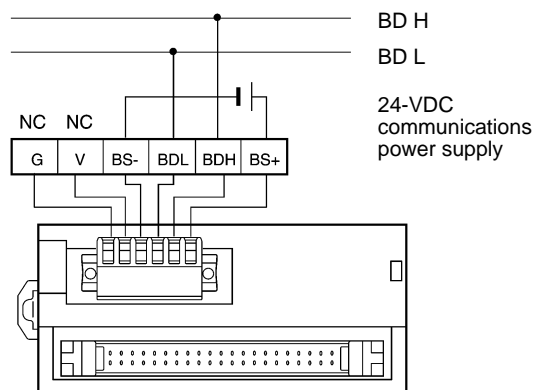 BD H
BD L
24-VDC
communications
power supply
NC NC
G V BS- BDL BDH BS+